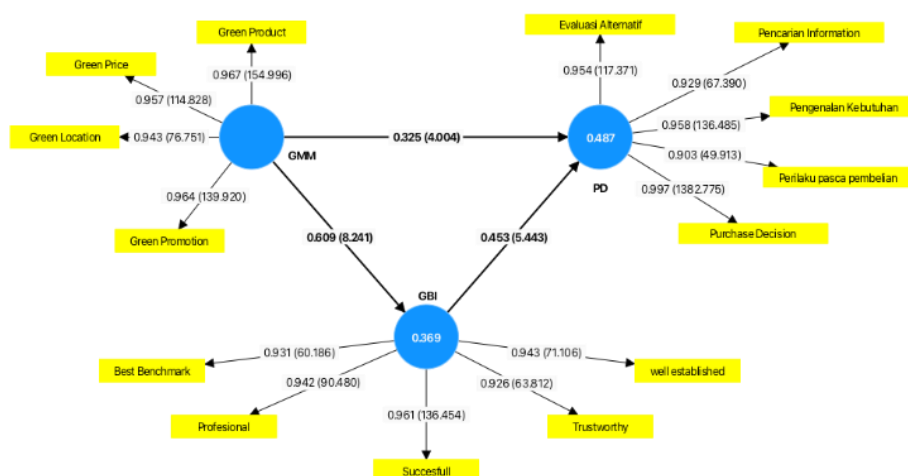 Green Product
Green Price
0.967 (154.996)
0.957 (114.828)
Green Location
0.943 (76.751)
GMM
0.964 (139.920)
Green Promotion
Evaluasi Alternatif
Pencarian Information
0.954 (117.371)
0.929 (67.390)
Pengenalan Kebutuhan
0.958 (136.485)
0.325 (4.004)
0.487
0.903 (49.913)
Perilaku pasca pembelian
PD
0.997 (1382.775)
Purchase Decision
0.609 (8.241)
0.453 (5.443)
GBI
0.369
0.931 (60.186)
0.943 (71.106)
Best Benchmark
well established
0.942 (90.480)
0.926 (63.812)
Profesional
0.961 (136.454)
Trustworthy
Succesfull